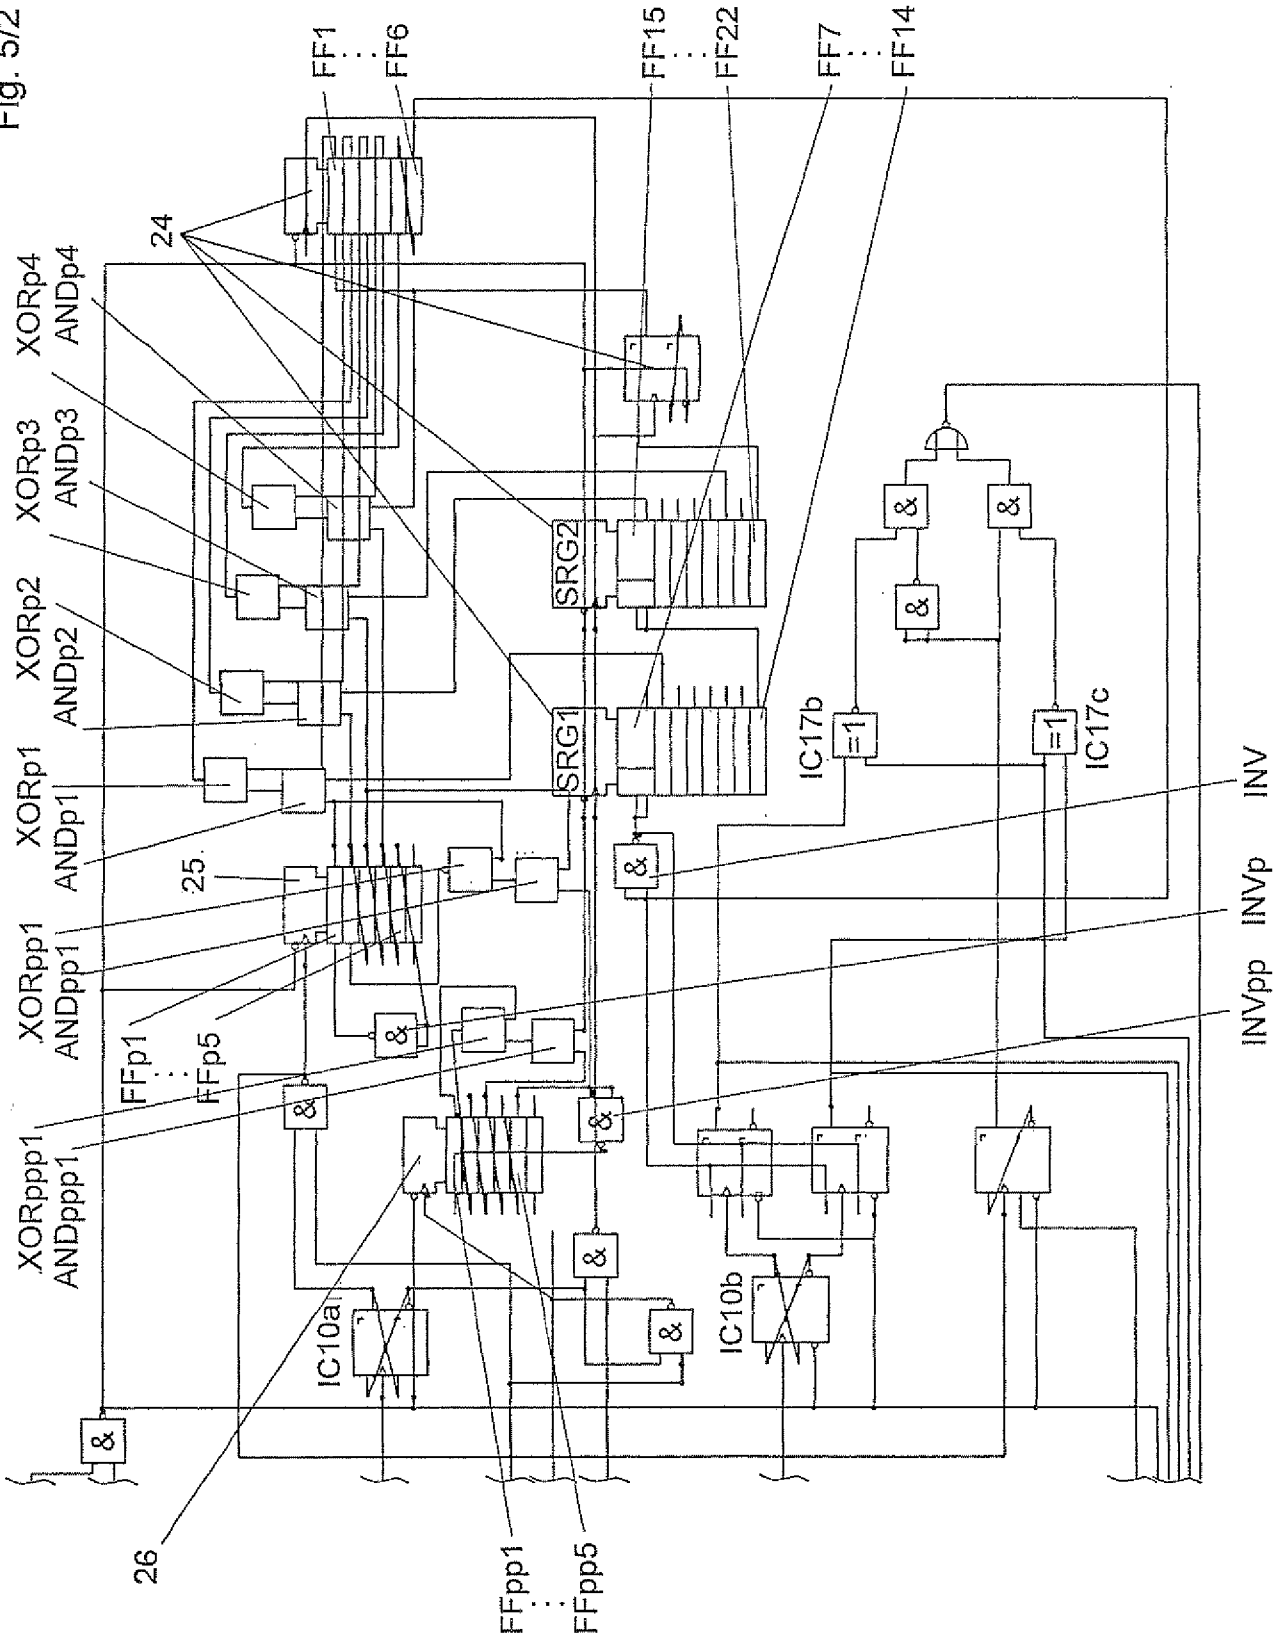 Fig. 5/2
XORppp1
ANDppp1
FFp1
....
FFp5
XORpp1
ANDpp1
XORp1
ANDp1
XORp2
ANDp2
XORp3
ANDp3
XORp4
ANDp4
24
25
26
FF1
....
FF6
FF15
....
FF22
FF7
....
FF14
SRG1
SRG2
&
&
&
&
&
&
&
&
&
&
IC10a
IC10b
IC17b
=1
IC17c
=1
FFpp1
....
FFpp5
INVpp
INVp
INV